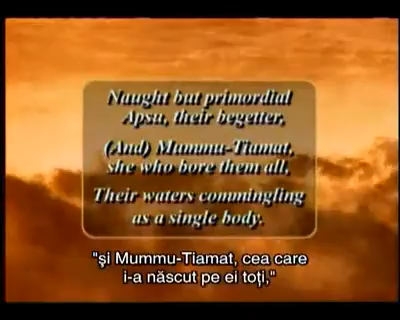 Naught but primordial
Apsu, their begetter,
(And) Mummu-Tiamat,
she who bore them all,
Their waters commingling
as a single body.
"şi Mummu-Tiamat, cea care
i-a născut pe ei toţi,"